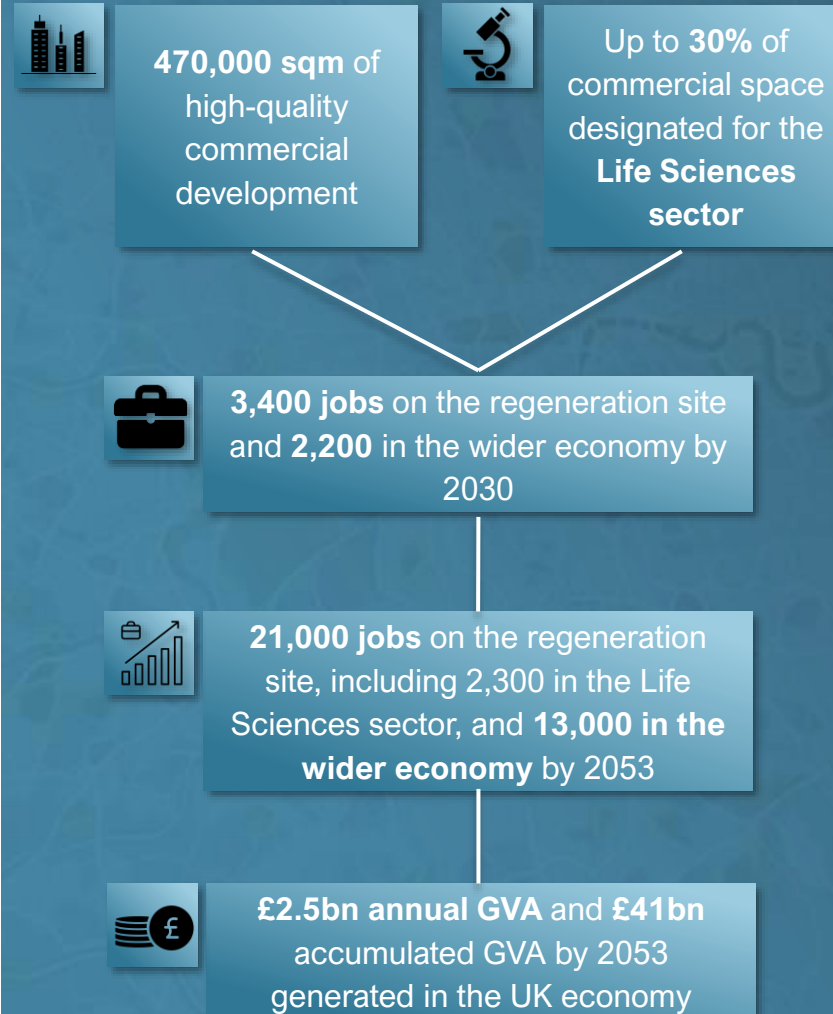 470,000 sqm of
high-quality
commercial
development
Up to 30% of
commercial space
designated for the
Life Sciences
sector
3,400 jobs on the regeneration site
and 2,200 in the wider economy by
2030
21,000 jobs on the regeneration
site, including 2,300 in the Life
Sciences sector, and 13,000 in the
wider economy by 2053
£
£2.5bn annual GVA and £41bn
accumulated GVA by 2053
generated in the UK economy